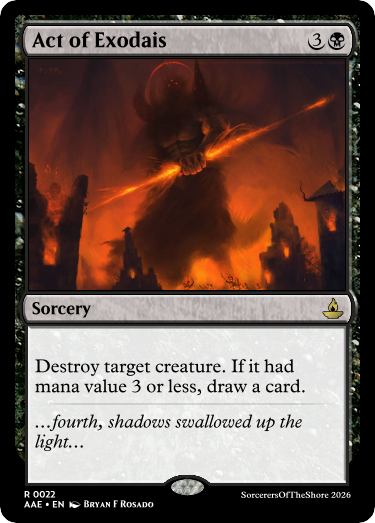 Act of Exodais 3
Sorcery
Destroy target creature. If it had
mana value 3 or less, draw a card.
…fourth, shadows swallowed up the
light…
R 0022
AAE • EN Bryan F Rosado
SorcerersOfTheShore 2026